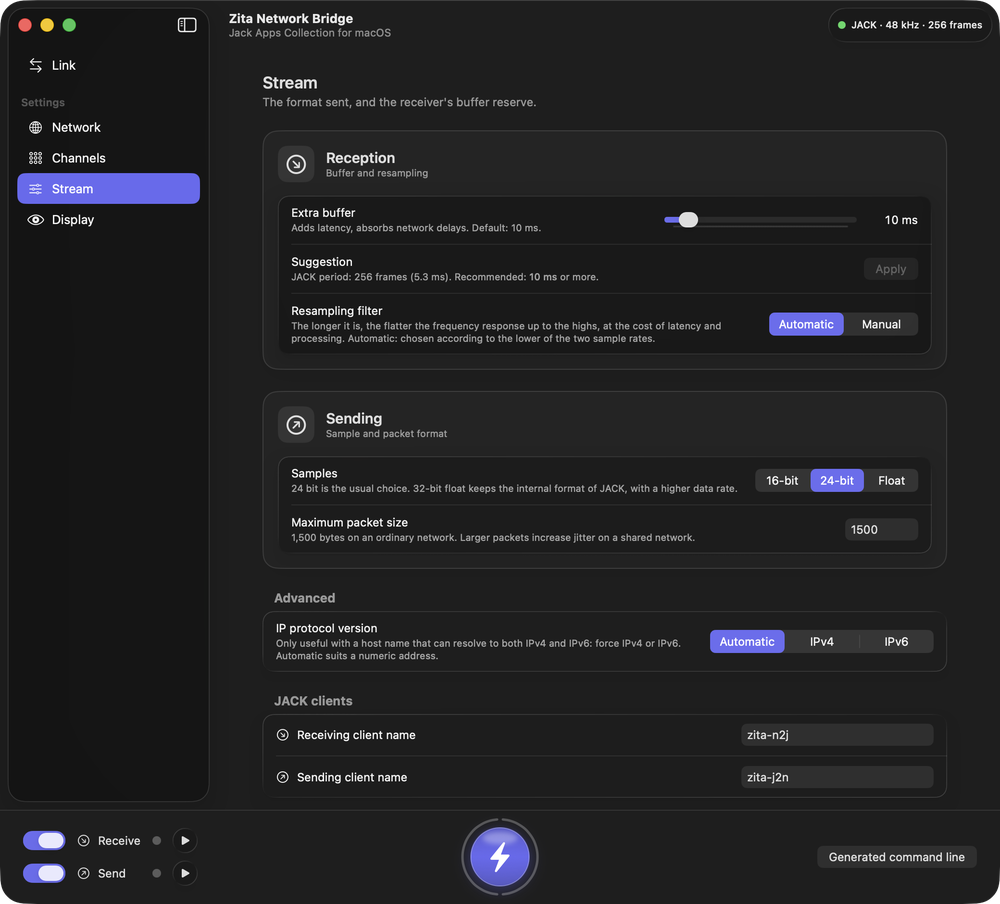 Zita Network Bridge
Jack Apps Collection for macOS
JACK · 48 kHz · 256 frames
Link
Settings
Network
Channels
Stream
Display
Stream
The format sent, and the receiver's buffer reserve.
Reception
Buffer and resampling
Extra buffer
Adds latency, absorbs network delays. Default: 10 ms.
10 ms
Suggestion
JACK period: 256 frames (5.3 ms). Recommended: 10 ms or more.
Apply
Resampling filter
The longer it is, the flatter the frequency response up to the highs, at the cost of latency and
processing. Automatic: chosen according to the lower of the two sample rates.
Automatic
Manual
Sending
Sample and packet format
Samples
24 bit is the usual choice. 32-bit float keeps the internal format of JACK, with a higher data rate.
16-bit
24-bit
Float
Maximum packet size
1,500 bytes on an ordinary network. Larger packets increase jitter on a shared network.
1500
Advanced
IP protocol version
Only useful with a host name that can resolve to both IPv4 and IPv6: force IPv4 or IPv6.
Automatic suits a numeric address.
Automatic
IPv4
IPv6
JACK clients
Receiving client name
zita-n2j
Sending client name
zita-j2n
Receive
Send
Generated command line